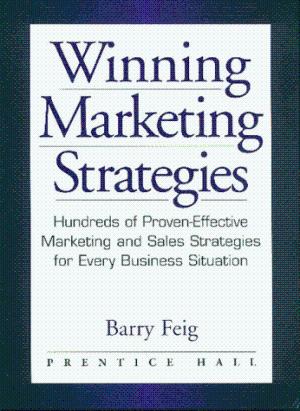 Winning
Marketing
Strategies
Hundreds of Proven-Effective
Marketing and Sales Strategies
for Every Business Situation
Barry Feig
PRENTICE HALL